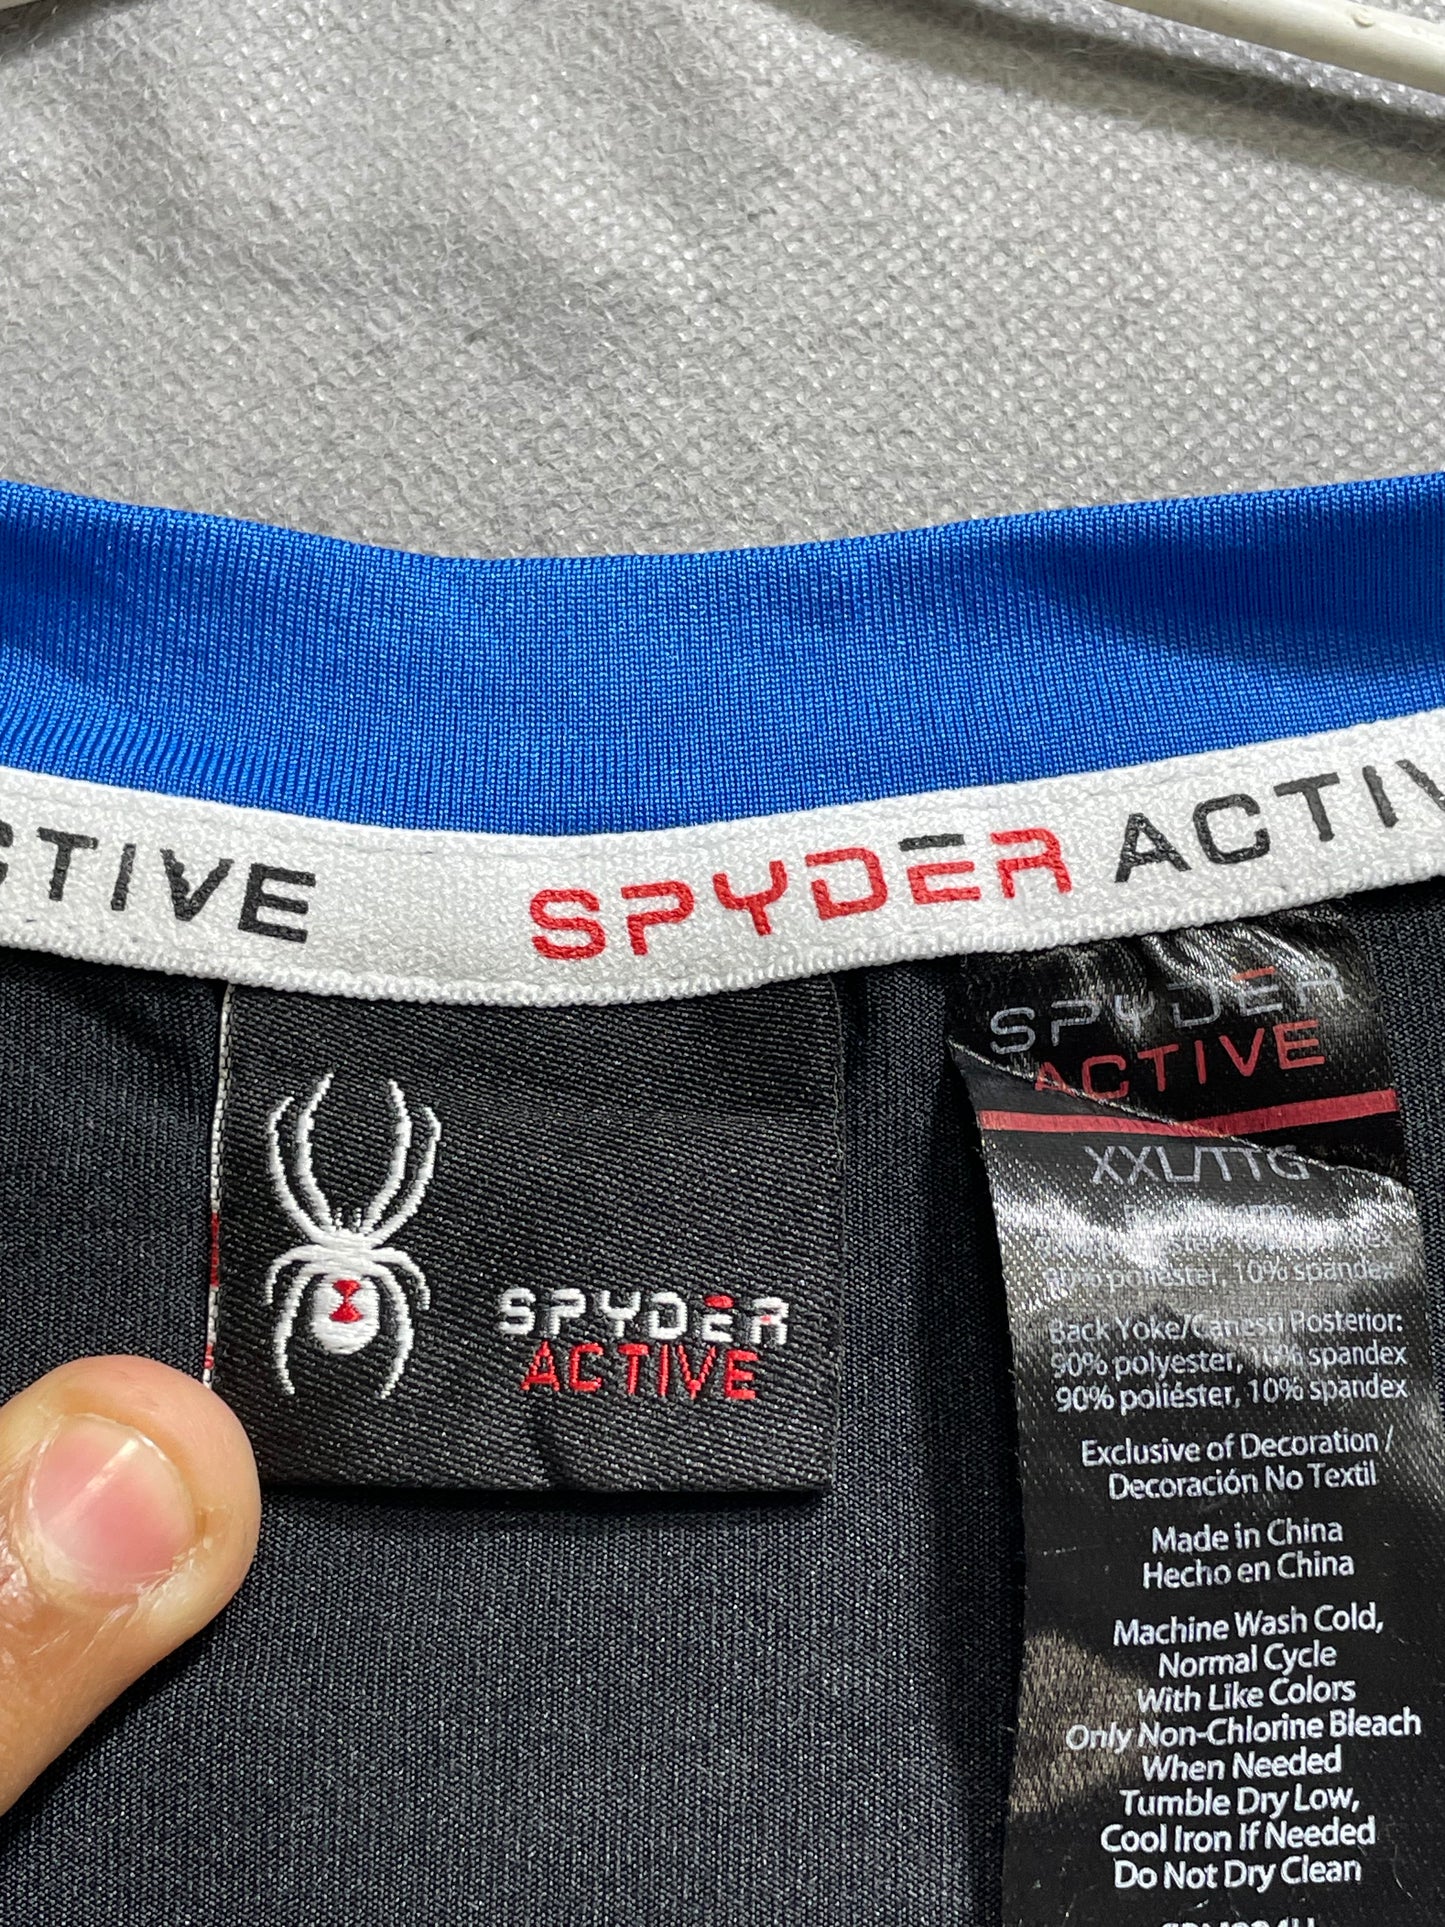 CTIVE SPYDER ACTIV
SPYDER
ACTIVE
SPYDER
ACTIVE
XXL/TTG
90% poliéster, 10% spandex
Back Yoke/Canesú Posterior:
90% polyester, 10% spandex
90% poliéster, 10% spandex
Exclusive of Decoration /
Decoración No Textil
Made in China
Hecho en China
Machine Wash Cold,
Normal Cycle
With Like Colors
Only Non-Chlorine Bleach
When Needed
Tumble Dry Low,
Cool Iron If Needed
Do Not Dry Clean